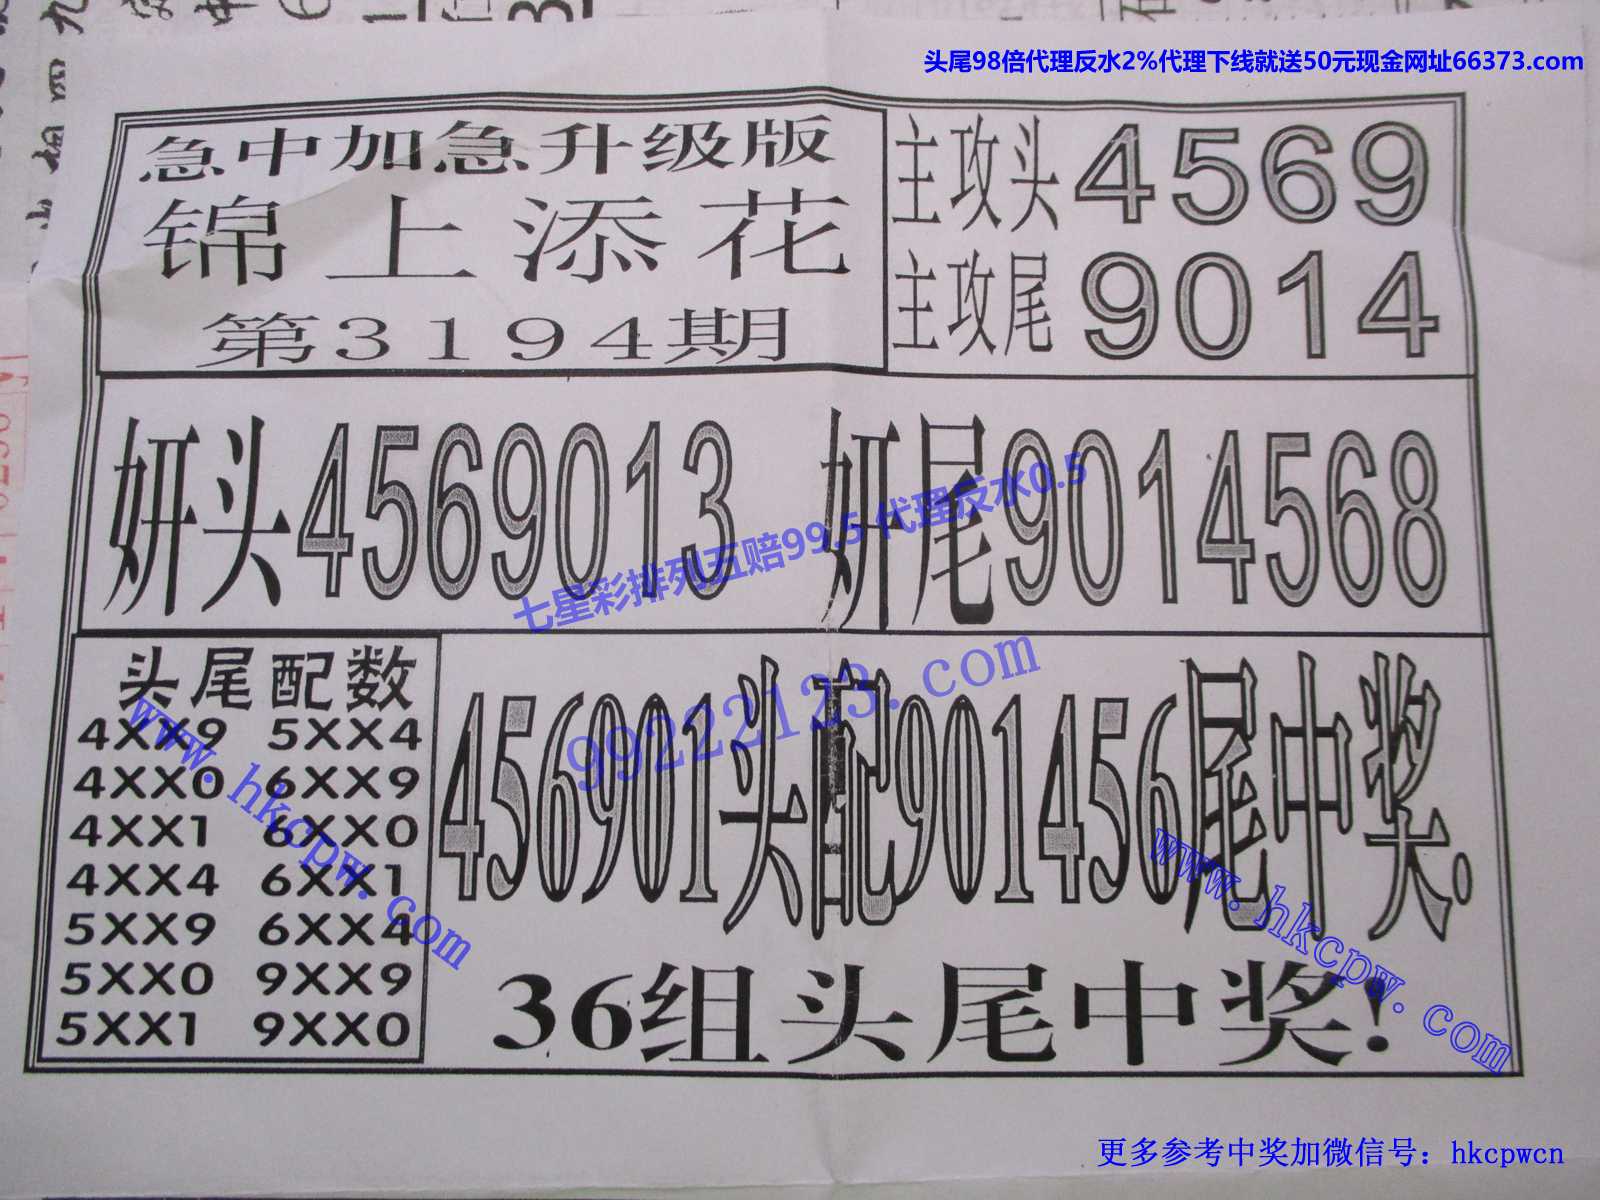 头尾98倍代理反水2%代理下线就送50元现金网址66373.com
急中加急升级版
锦上添花
第3194期
主攻头4569
主攻尾9014
妍头4569013
妍尾9014568
七星彩排列五赔99.5 代理反水0.5
99222123.com
头尾配数
4XX9 5XX4
4XX0 6XX9
4XX1 6XX0
4XX4 6XX1
5XX9 6XX4
5XX0 9XX9
5XX1 9XX0
www.hkcpw.com
456901头配901456尾中奖.
36组头尾中奖!
www.hkcpw.com
更多参考中奖加微信号：hkcpwcn